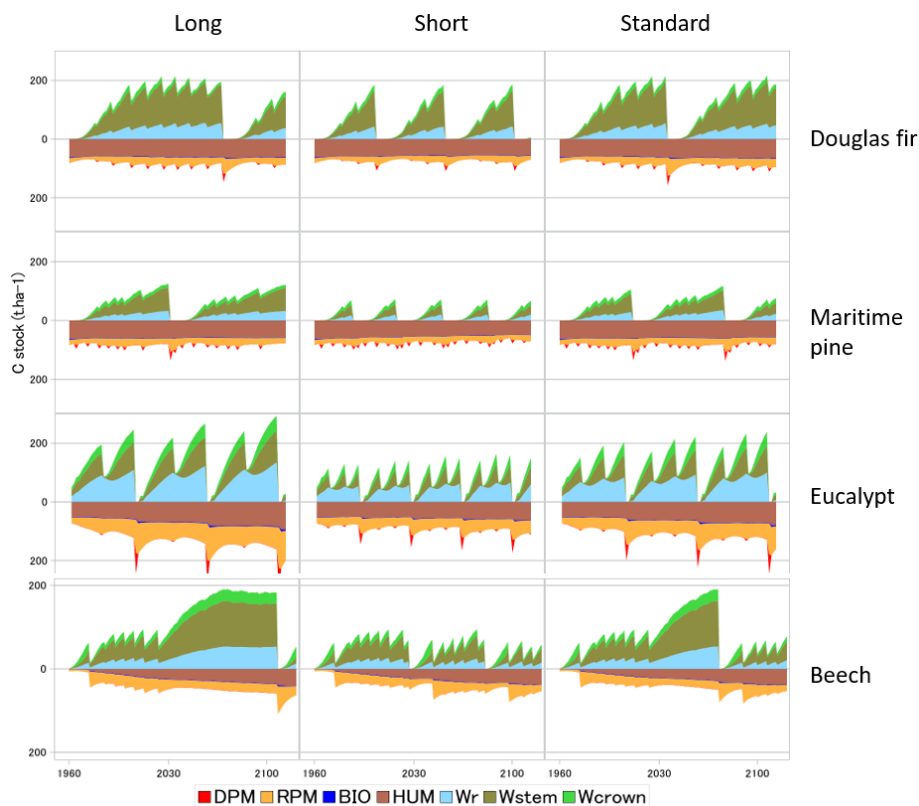 Long Short Standard
200
0
200
Douglas fir
200
0
200
Maritime
pine
C stock (t.ha−1)
200
0
200
Eucalypt
200
0
200
Beech
1960 2030 2100 1960 2030 2100 1960 2030 2100
DPM RPM BIO HUM Wr Wstem Wcrown